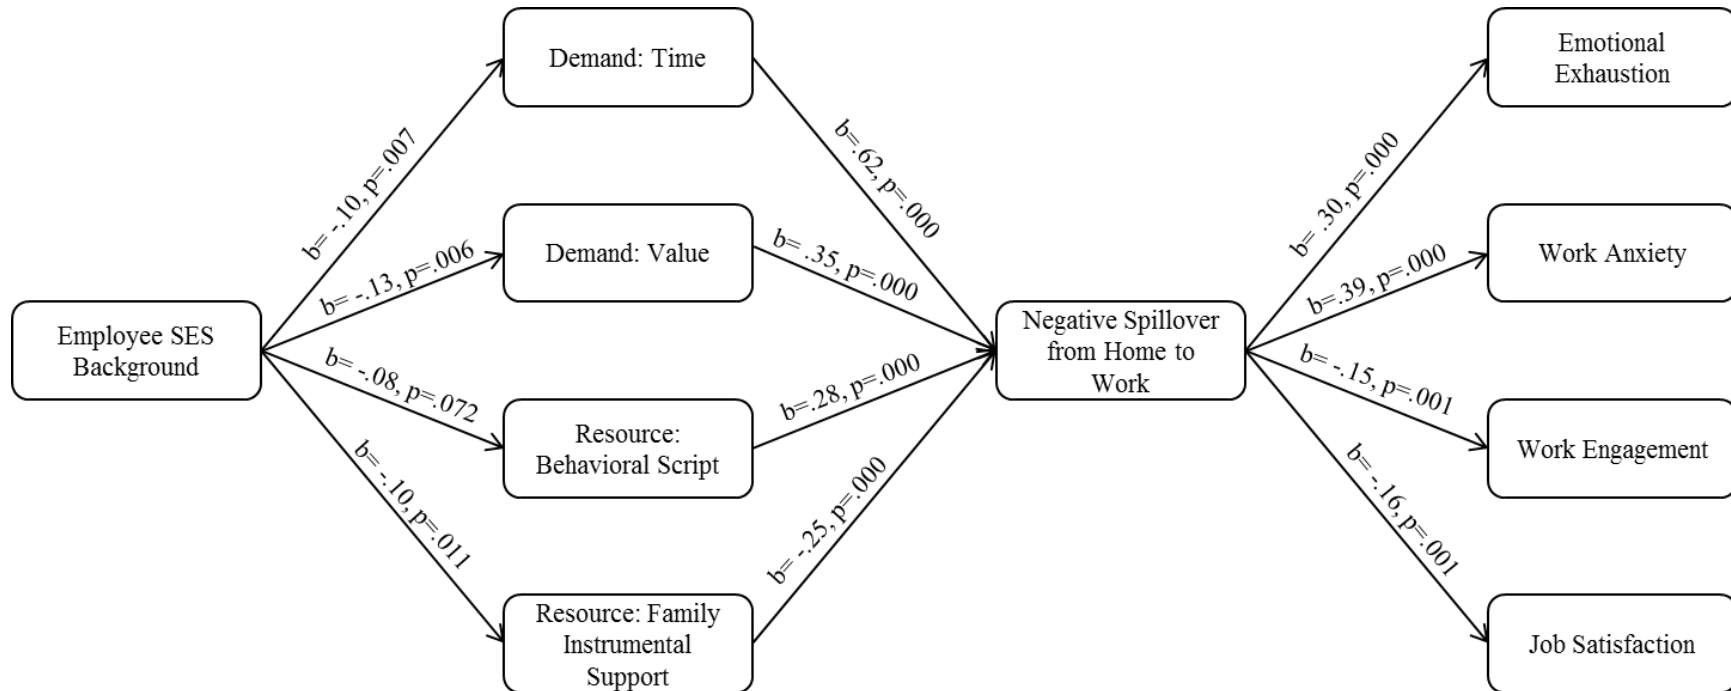 Employee SES
Background
b= -.10, p=.007
b= -.13, p=.006
b= -.08, p=.072
b= -.10, p=.011
Demand: Time
Demand: Value
Resource:
Behavioral Script
Resource: Family
Instrumental
Support
b=.62, p=.000
b= .35, p=.000
b=.28, p=.000
b= -.25, p=.000
Negative Spillover
from Home to
Work
b= .30, p=.000
b=.39, p=.000
b= -.15, p=.001
b= -.16, p=.001
Emotional
Exhaustion
Work Anxiety
Work Engagement
Job Satisfaction